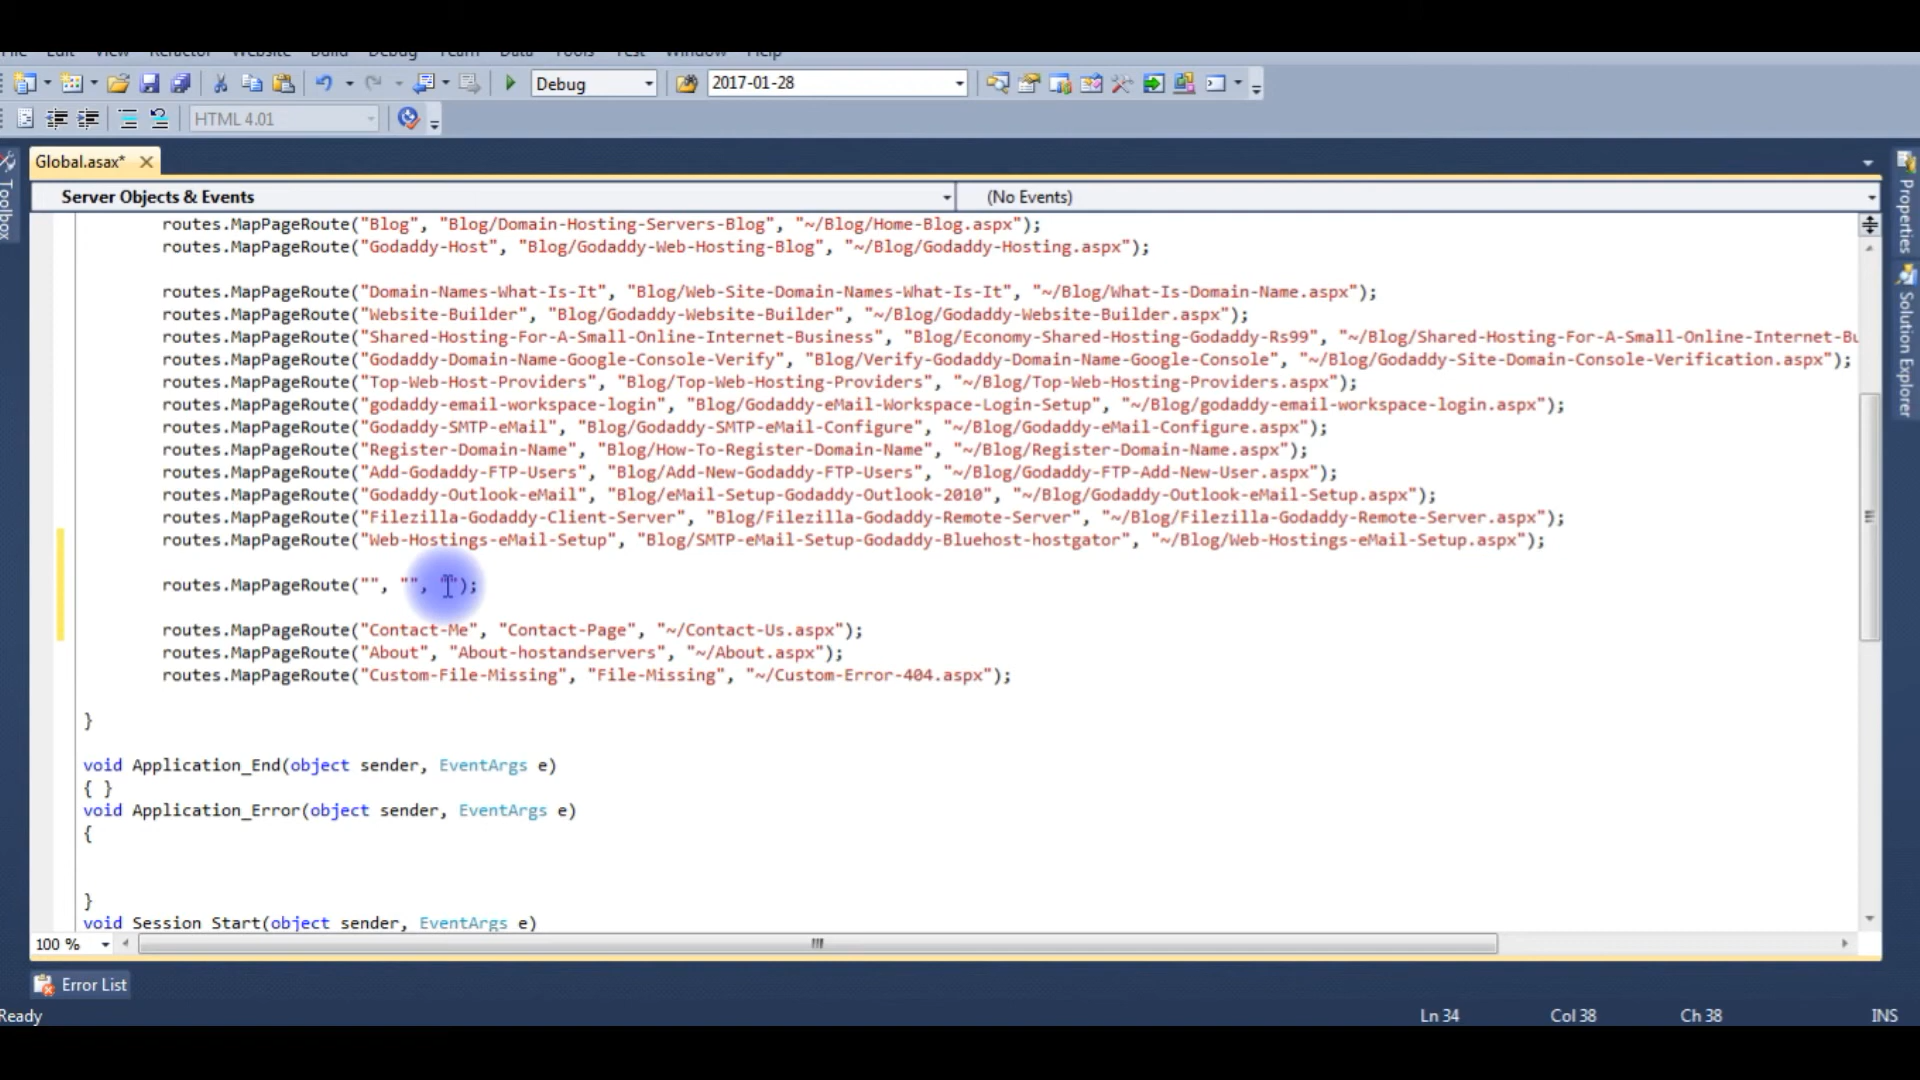 File Edit View Refactor Website Build Debug Team Data Tools Test Window Help
Debug 2017-01-28
HTML 4.01
Global.asax*
Server Objects & Events (No Events)
Toolbox
Properties
Solution Explorer
routes.MapPageRoute("Blog", "Blog/Domain-Hosting-Servers-Blog", "~/Blog/Home-Blog.aspx");
routes.MapPageRoute("Godaddy-Host", "Blog/Godaddy-Web-Hosting-Blog", "~/Blog/Godaddy-Hosting.aspx");
routes.MapPageRoute("Domain-Names-What-Is-It", "Blog/Web-Site-Domain-Names-What-Is-It", "~/Blog/What-Is-Domain-Name.aspx");
routes.MapPageRoute("Website-Builder", "Blog/Godaddy-Website-Builder", "~/Blog/Godaddy-Website-Builder.aspx");
routes.MapPageRoute("Shared-Hosting-For-A-Small-Online-Internet-Business", "Blog/Economy-Shared-Hosting-Godaddy-Rs99", "~/Blog/Shared-Hosting-For-A-Small-Online-Internet-Bu
routes.MapPageRoute("Godaddy-Domain-Name-Google-Console-Verify", "Blog/Verify-Godaddy-Domain-Name-Google-Console", "~/Blog/Godaddy-Site-Domain-Console-Verification.aspx");
routes.MapPageRoute("Top-Web-Host-Providers", "Blog/Top-Web-Hosting-Providers", "~/Blog/Top-Web-Hosting-Providers.aspx");
routes.MapPageRoute("godaddy-email-workspace-login", "Blog/Godaddy-eMail-Workspace-Login-Setup", "~/Blog/godaddy-email-workspace-login.aspx");
routes.MapPageRoute("Godaddy-SMTP-eMail", "Blog/Godaddy-SMTP-eMail-Configure", "~/Blog/Godaddy-eMail-Configure.aspx");
routes.MapPageRoute("Register-Domain-Name", "Blog/How-To-Register-Domain-Name", "~/Blog/Register-Domain-Name.aspx");
routes.MapPageRoute("Add-Godaddy-FTP-Users", "Blog/Add-New-Godaddy-FTP-Users", "~/Blog/Godaddy-FTP-Add-New-User.aspx");
routes.MapPageRoute("Godaddy-Outlook-eMail", "Blog/eMail-Setup-Godaddy-Outlook-2010", "~/Blog/Godaddy-Outlook-eMail-Setup.aspx");
routes.MapPageRoute("Filezilla-Godaddy-Client-Server", "Blog/Filezilla-Godaddy-Remote-Server", "~/Blog/Filezilla-Godaddy-Remote-Server.aspx");
routes.MapPageRoute("Web-Hostings-eMail-Setup", "Blog/SMTP-eMail-Setup-Godaddy-Bluehost-hostgator", "~/Blog/Web-Hostings-eMail-Setup.aspx");
routes.MapPageRoute("", "", "");
routes.MapPageRoute("Contact-Me", "Contact-Page", "~/Contact-Us.aspx");
routes.MapPageRoute("About", "About-hostandservers", "~/About.aspx");
routes.MapPageRoute("Custom-File-Missing", "File-Missing", "~/Custom-Error-404.aspx");
}
void Application_End(object sender, EventArgs e)
{ }
void Application_Error(object sender, EventArgs e)
{
}
void Session_Start(object sender, EventArgs e)
100 %
Error List
Ready Ln 34 Col 38 Ch 38 INS